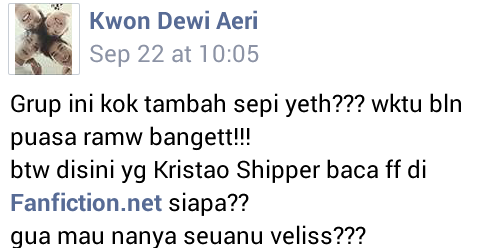 Kwon Dewi Aeri
Sep 22 at 10:05
Grup ini kok tambah sepi yeth??? wktu bln
puasa ramw bangett!!!
btw disini yg Kristao Shipper baca ff di
Fanfiction.net siapa??
gua mau nanya seuanu veliss???